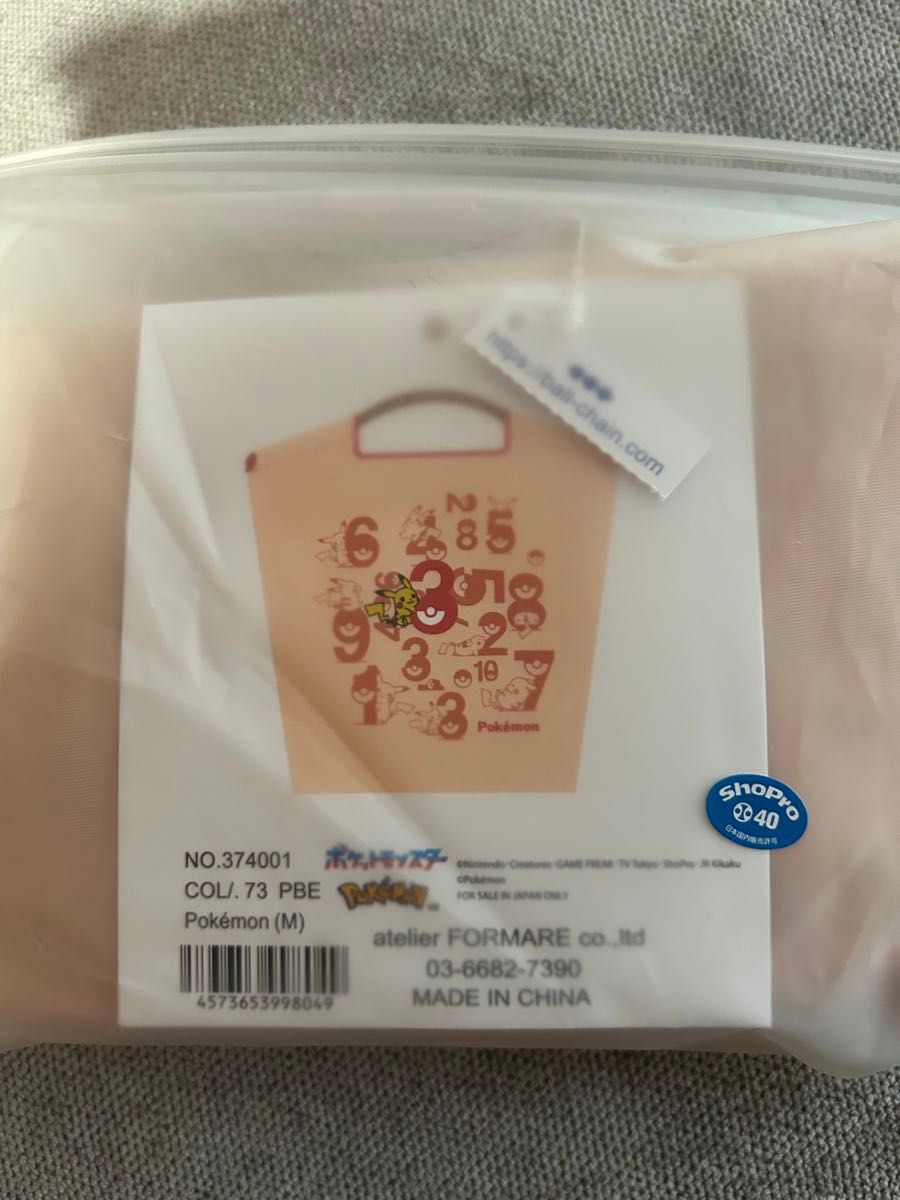 https://ball-chain.com
2
6 4 8 5
3 5 8
9 4 2
3 10 7
1 3
Pokémon
ShoPro
40
日本国内販売許可
NO.374001
COL/. 73 PBE
Pokémon (M)
4573653998049
ポケットモンスター
POKÉMON
©Nintendo・Creatures・GAME FREAK・TV Tokyo・ShoPro・JR Kikaku
©Pokémon
FOR SALE IN JAPAN ONLY
atelier FORMARE co.,ltd
03-6682-7390
MADE IN CHINA